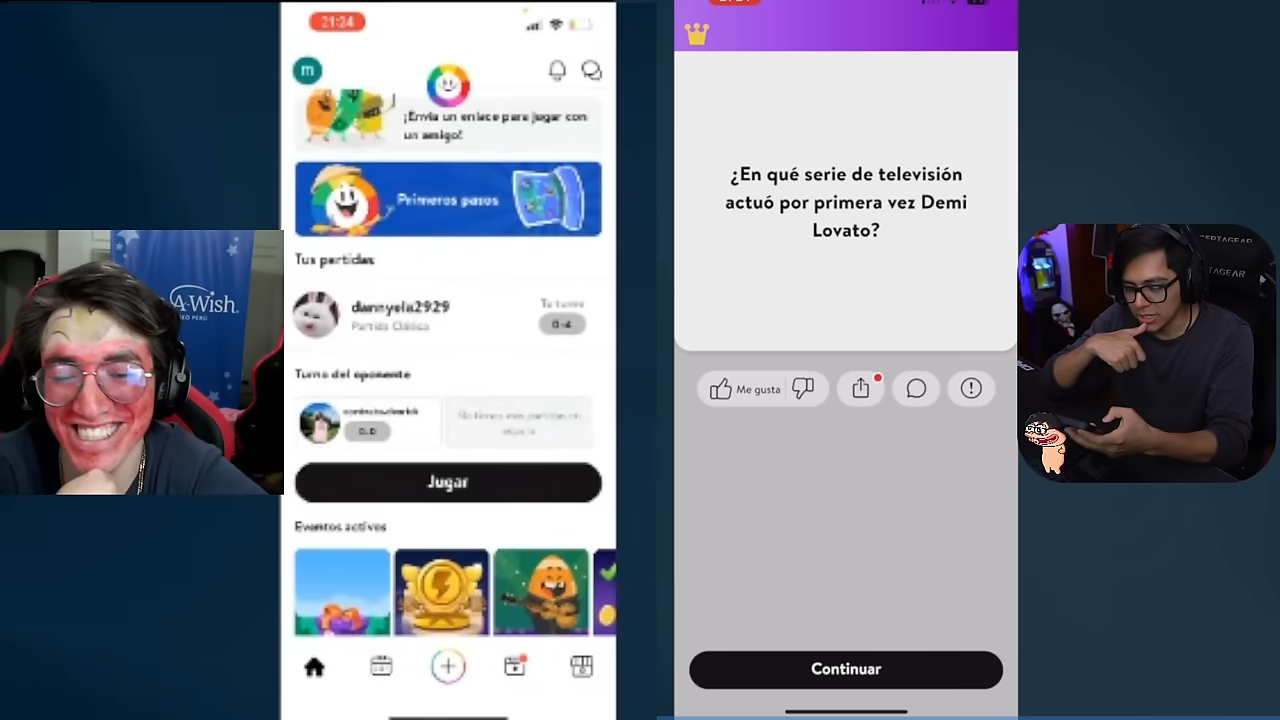 21:24
m
¡Envía un enlace para jugar con
un amigo!
Primeros pasos
Tus partidas
dannyela2929
Partida Clásica
Tu turno
0-4
Turno del oponente
0-0
Jugar
Eventos activos
¿En qué serie de televisión
actuó por primera vez Demi
Lovato?
Me gusta
Continuar
A-Wish
PERÚ